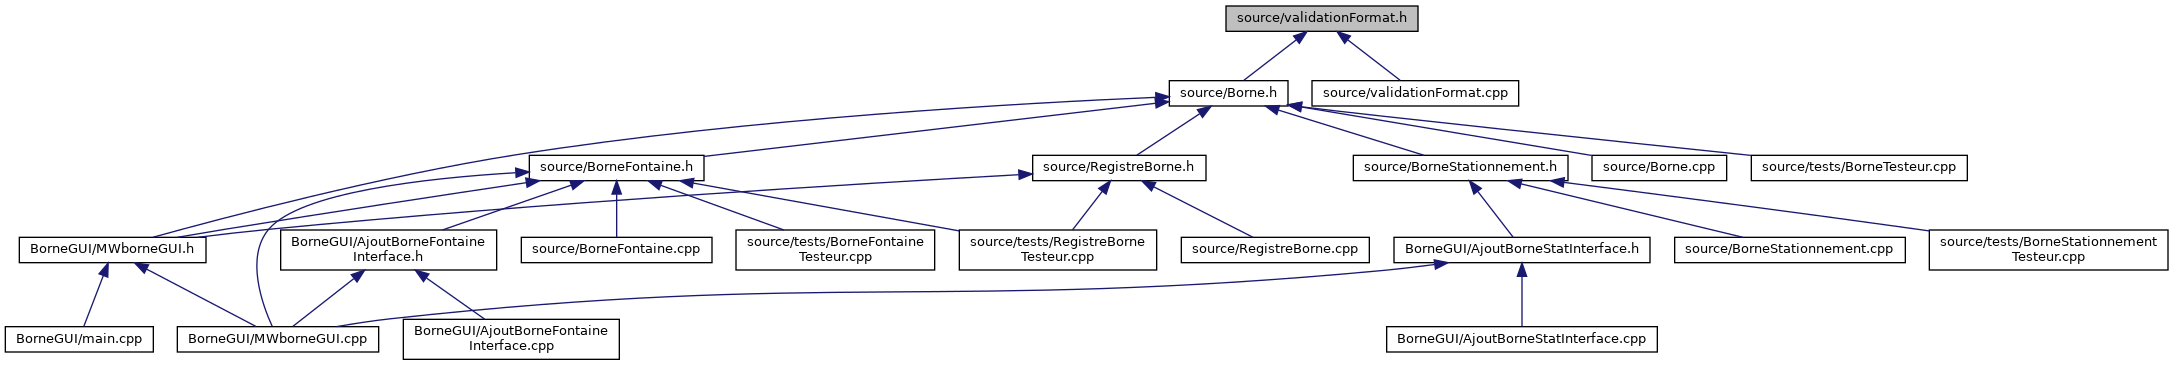 source/validationFormat.h
source/Borne.h
source/validationFormat.cpp
source/BorneFontaine.h
source/RegistreBorne.h
source/BorneStationnement.h
source/Borne.cpp
source/tests/BorneTesteur.cpp
BorneGUI/MWborneGUI.h
BorneGUI/AjoutBorneFontaine
Interface.h
source/BorneFontaine.cpp
source/tests/BorneFontaine
Testeur.cpp
source/tests/RegistreBorne
Testeur.cpp
source/RegistreBorne.cpp
BorneGUI/AjoutBorneStatInterface.h
source/BorneStationnement.cpp
source/tests/BorneStationnement
Testeur.cpp
BorneGUI/main.cpp
BorneGUI/MWborneGUI.cpp
BorneGUI/AjoutBorneFontaine
Interface.cpp
BorneGUI/AjoutBorneStatInterface.cpp